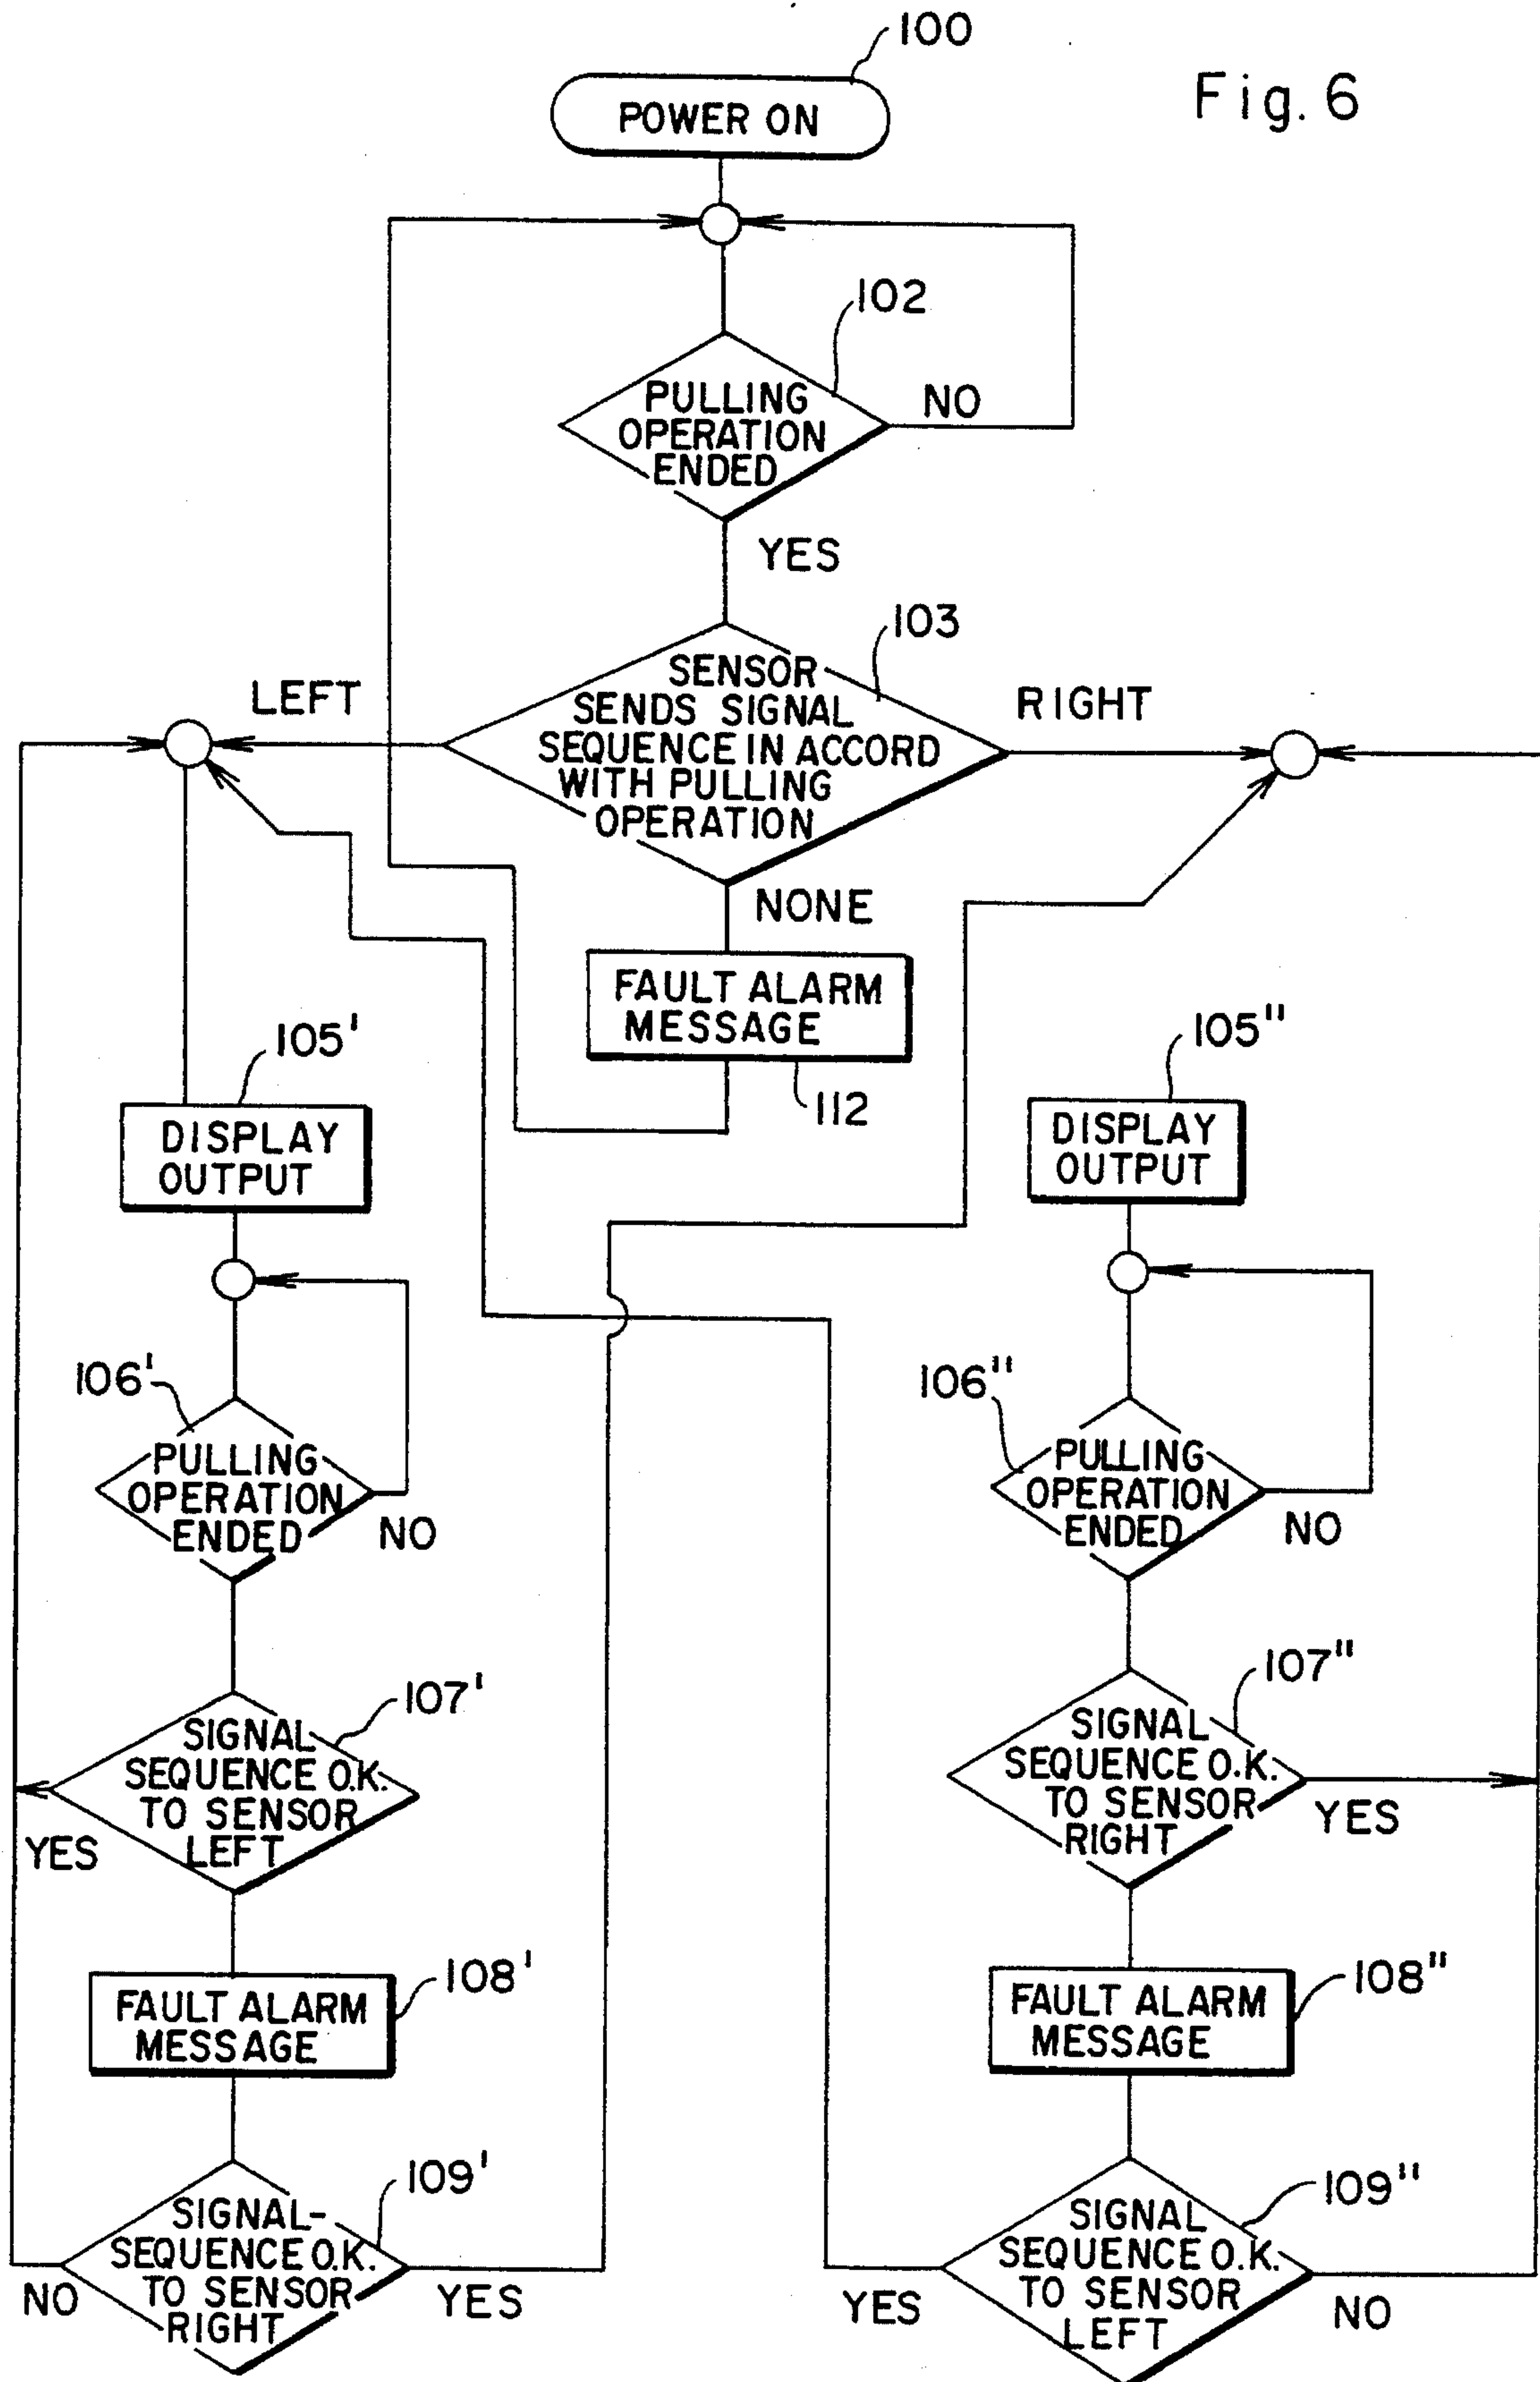 100
Fig. 6
POWER ON
102
PULLING
OPERATION
ENDED
NO
YES
103
SENSOR
SENDS SIGNAL
SEQUENCE IN ACCORD
WITH PULLING
OPERATION
LEFT
RIGHT
NONE
FAULT ALARM
MESSAGE
112
105'
DISPLAY
OUTPUT
105"
DISPLAY
OUTPUT
106'
PULLING
OPERATION
ENDED
NO
106"
PULLING
OPERATION
ENDED
NO
107'
SIGNAL
SEQUENCE O.K.
TO SENSOR
LEFT
YES
107"
SIGNAL
SEQUENCE O.K.
TO SENSOR
RIGHT
YES
108'
FAULT ALARM
MESSAGE
108"
FAULT ALARM
MESSAGE
109'
SIGNAL-
SEQUENCE O.K.
TO SENSOR
RIGHT
NO
YES
109"
SIGNAL
SEQUENCE O.K.
TO SENSOR
LEFT
YES
NO